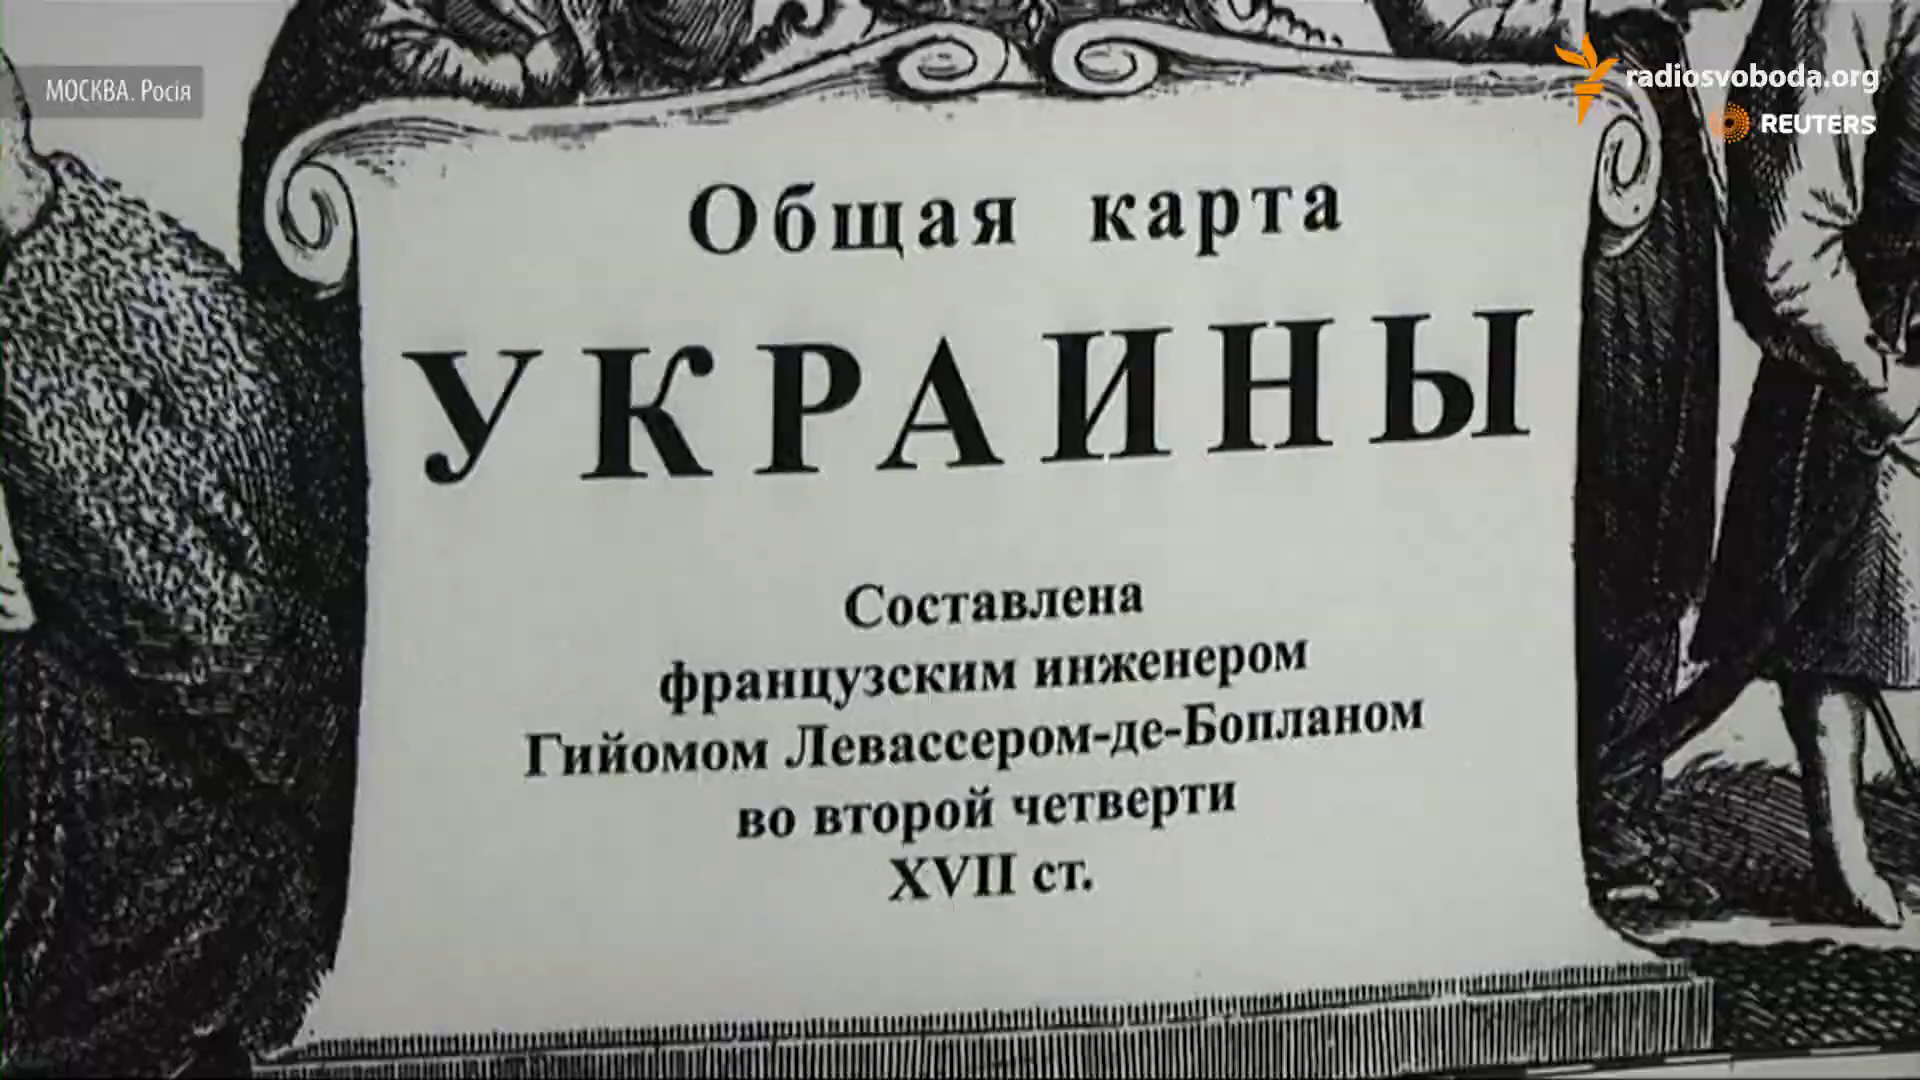 МОСКВА. Росія
radiosvoboda.org
REUTERS
Общая карта
УКРАИНЫ
Составлена
французским инженером
Гийомом Левассером-де-Бопланом
во второй четверти
XVII ст.